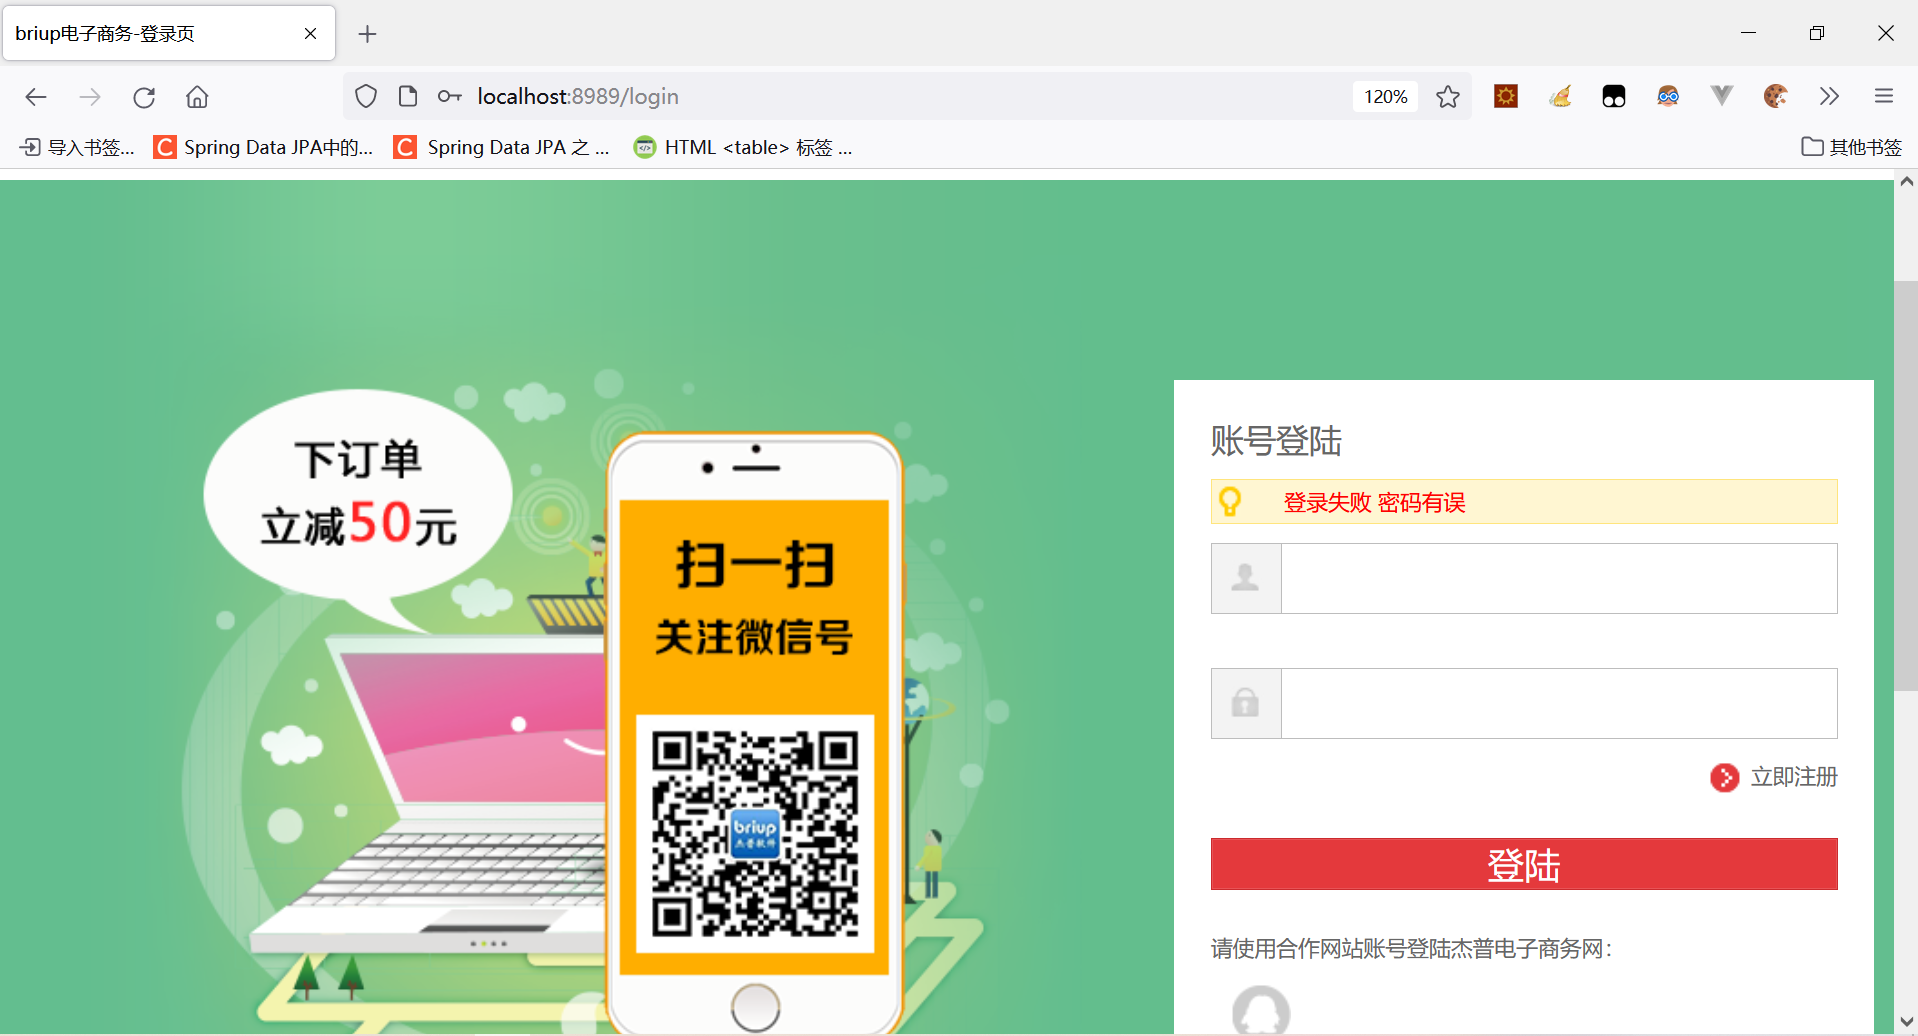 briup电子商务-登录页
localhost:8989/login
120%
导入书签...
Spring Data JPA中的...
Spring Data JPA 之 ...
HTML <table> 标签 ...
其他书签
下订单
立减50元
扫一扫
关注微信号
briup
杰普软件
账号登陆
登录失败 密码有误
立即注册
登陆
请使用合作网站账号登陆杰普电子商务网：